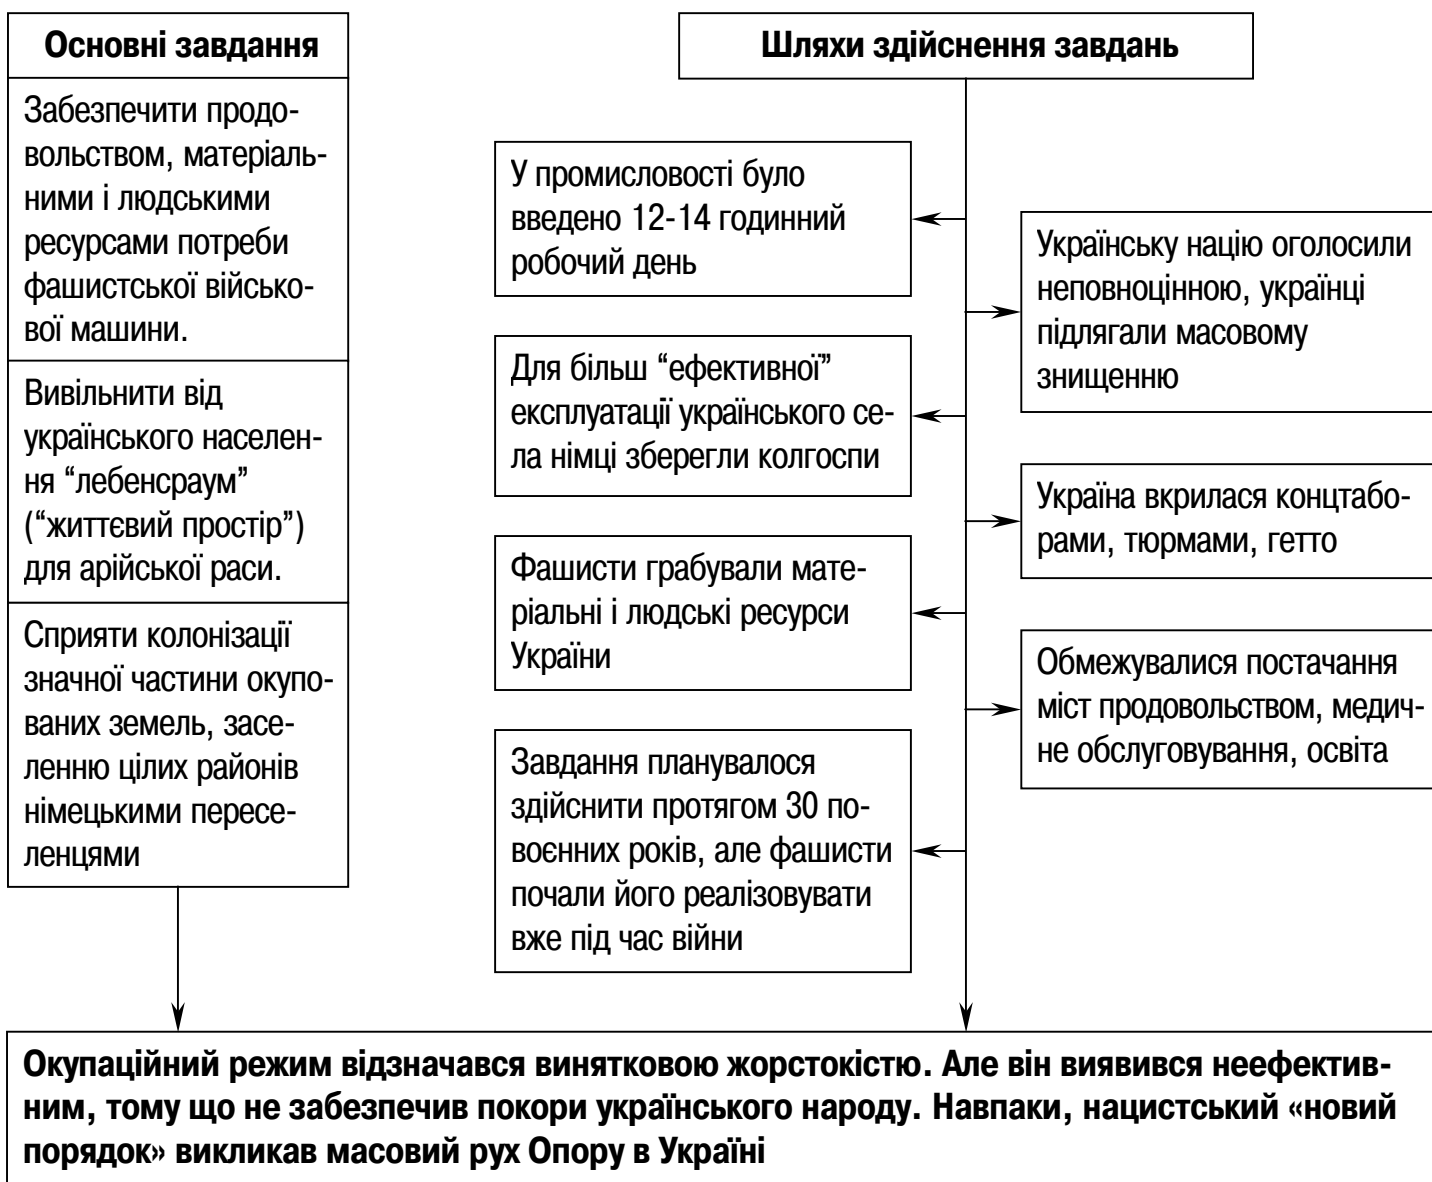 Основні завдання
Забезпечити продо-
вольством, матеріаль-
ними і людськими
ресурсами потреби
фашистської військо-
вої машини.
Вивільнити від
українського населен-
ня “лебенсраум”
(“життєвий простір”)
для арійської раси.
Сприяти колонізації
значної частини окупо-
ваних земель, засе-
ленню цілих районів
німецькими пересе-
ленцями
Шляхи здійснення завдань
У промисловості було
введено 12-14 годинний
робочий день
Українську націю оголосили
неповноцінною, українці
підлягали масовому
знищенню
Для більш “ефективної”
експлуатації українського се-
ла німці зберегли колгоспи
Україна вкрилася концтабо-
рами, тюрмами, гетто
Фашисти грабували мате-
ріальні і людські ресурси
України
Обмежувалися постачання
міст продовольством, медич-
не обслуговування, освіта
Завдання планувалося
здійснити протягом 30 по-
воєнних років, але фашисти
почали його реалізовувати
вже під час війни
Окупаційний режим відзначався винятковою жорстокістю. Але він виявився неефектив-
ним, тому що не забезпечив покори українського народу. Навпаки, нацистський «новий
порядок» викликав масовий рух Опору в Україні